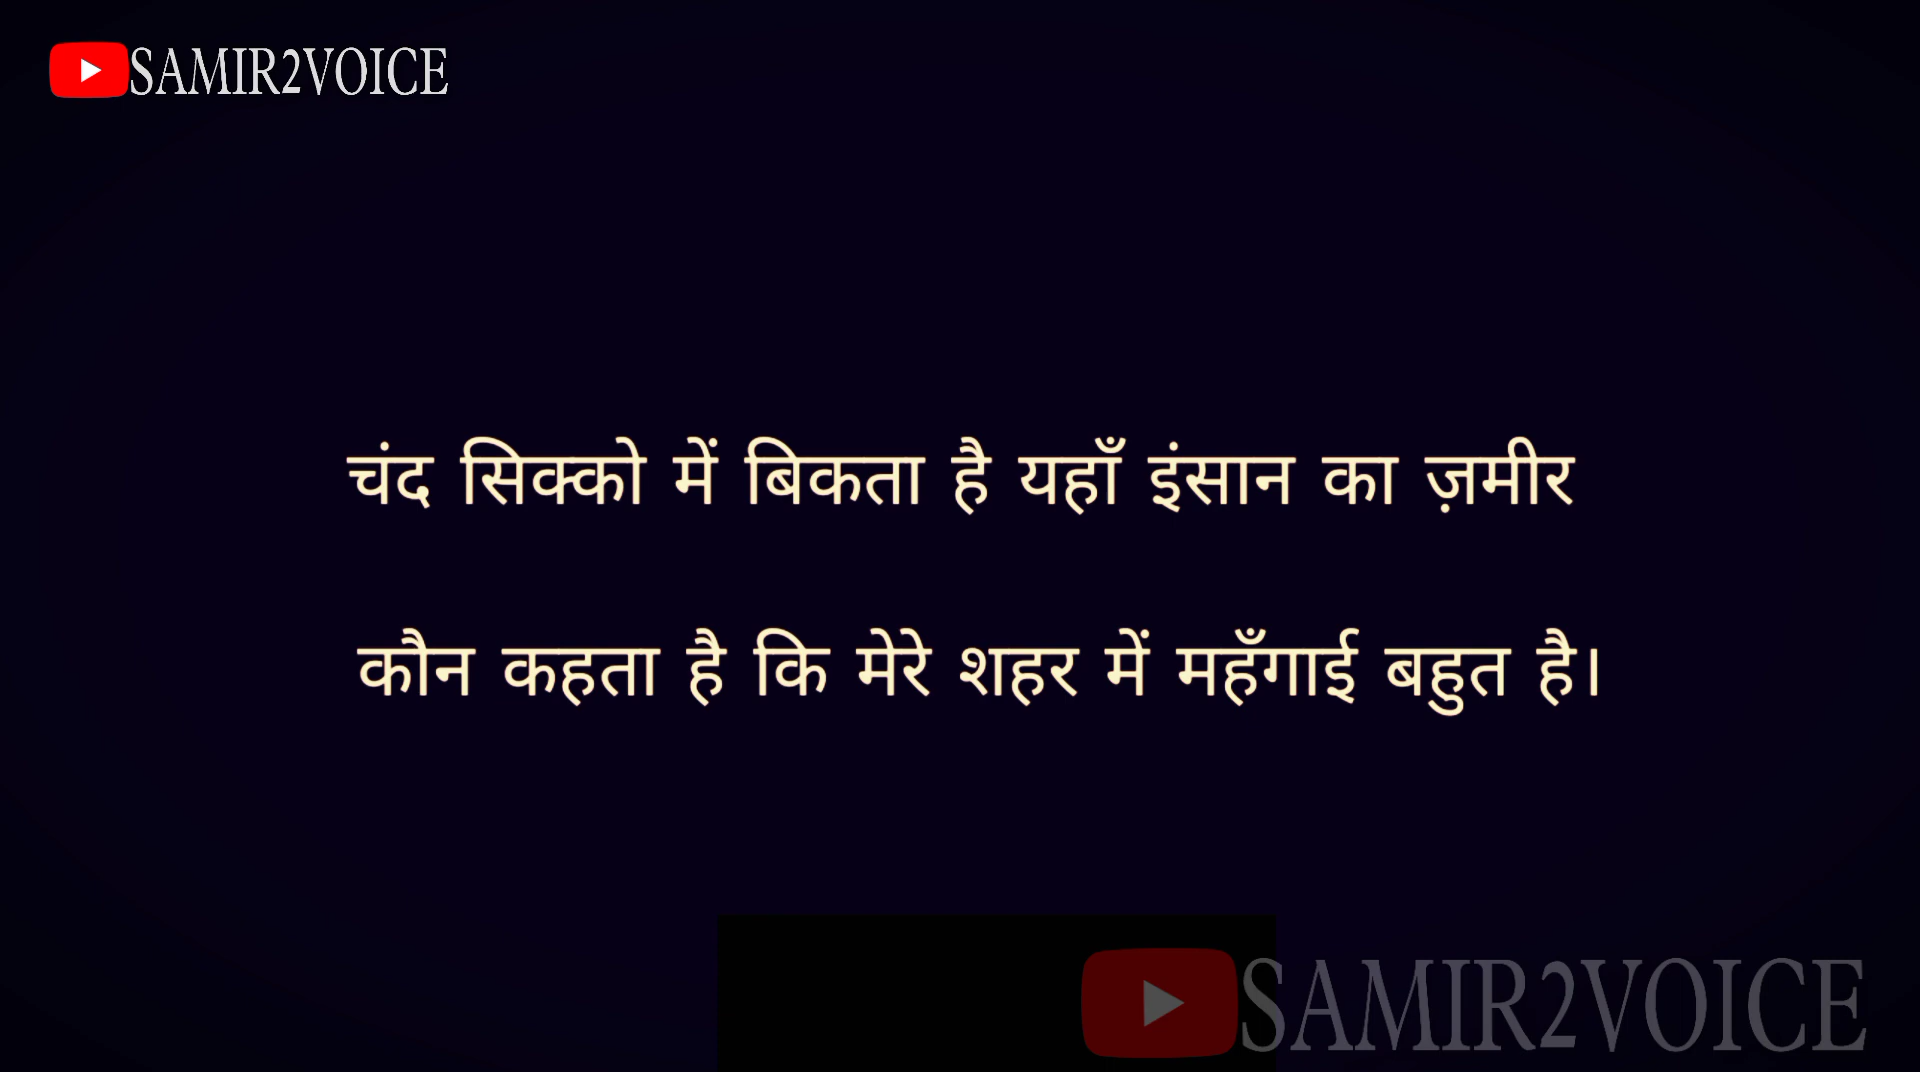 SAMIR2VOICE
चंद सिक्को में बिकता है यहाँ इंसान का ज़मीर
कौन कहता है कि मेरे शहर में महँगाई बहुत है।
SAMIR2VOICE